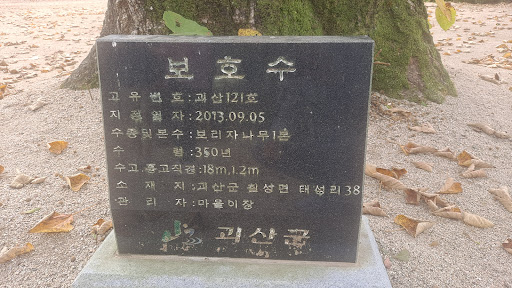 보호수
고유번호:괴산121호
지정일자:2013.09.05
수종및본수:보리자나무1본
수 령:350년
수고.흉고직경:18m,1.2m
소 재 지:괴산군 칠성면 태성리38
관 리 자:마을이장
괴산군